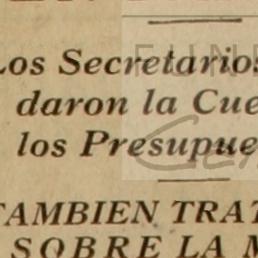 Los Secretarios
daron la Cue
los Presupue
TAMBIEN TRAT
SOBRE LA M